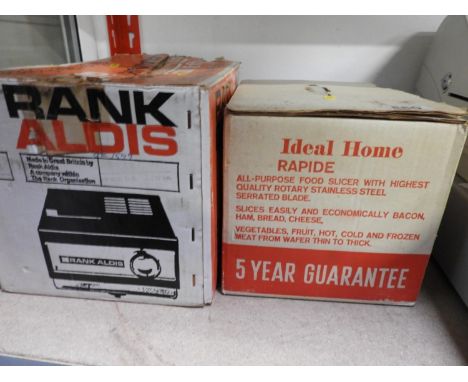 RANK
ALDIS
Made in Great Britain by
Rank Aldis
A company within
The Rank Organisation
RANK ALDIS
Ideal Home
RAPIDE
ALL-PURPOSE FOOD SLICER WITH HIGHEST
QUALITY ROTARY STAINLESS STEEL
SERRATED BLADE.
SLICES EASILY AND ECONOMICALLY BACON,
HAM, BREAD, CHEESE,
VEGETABLES, FRUIT, HOT, COLD AND FROZEN
MEAT FROM WAFER THIN TO THICK.
5 YEAR GUARANTEE